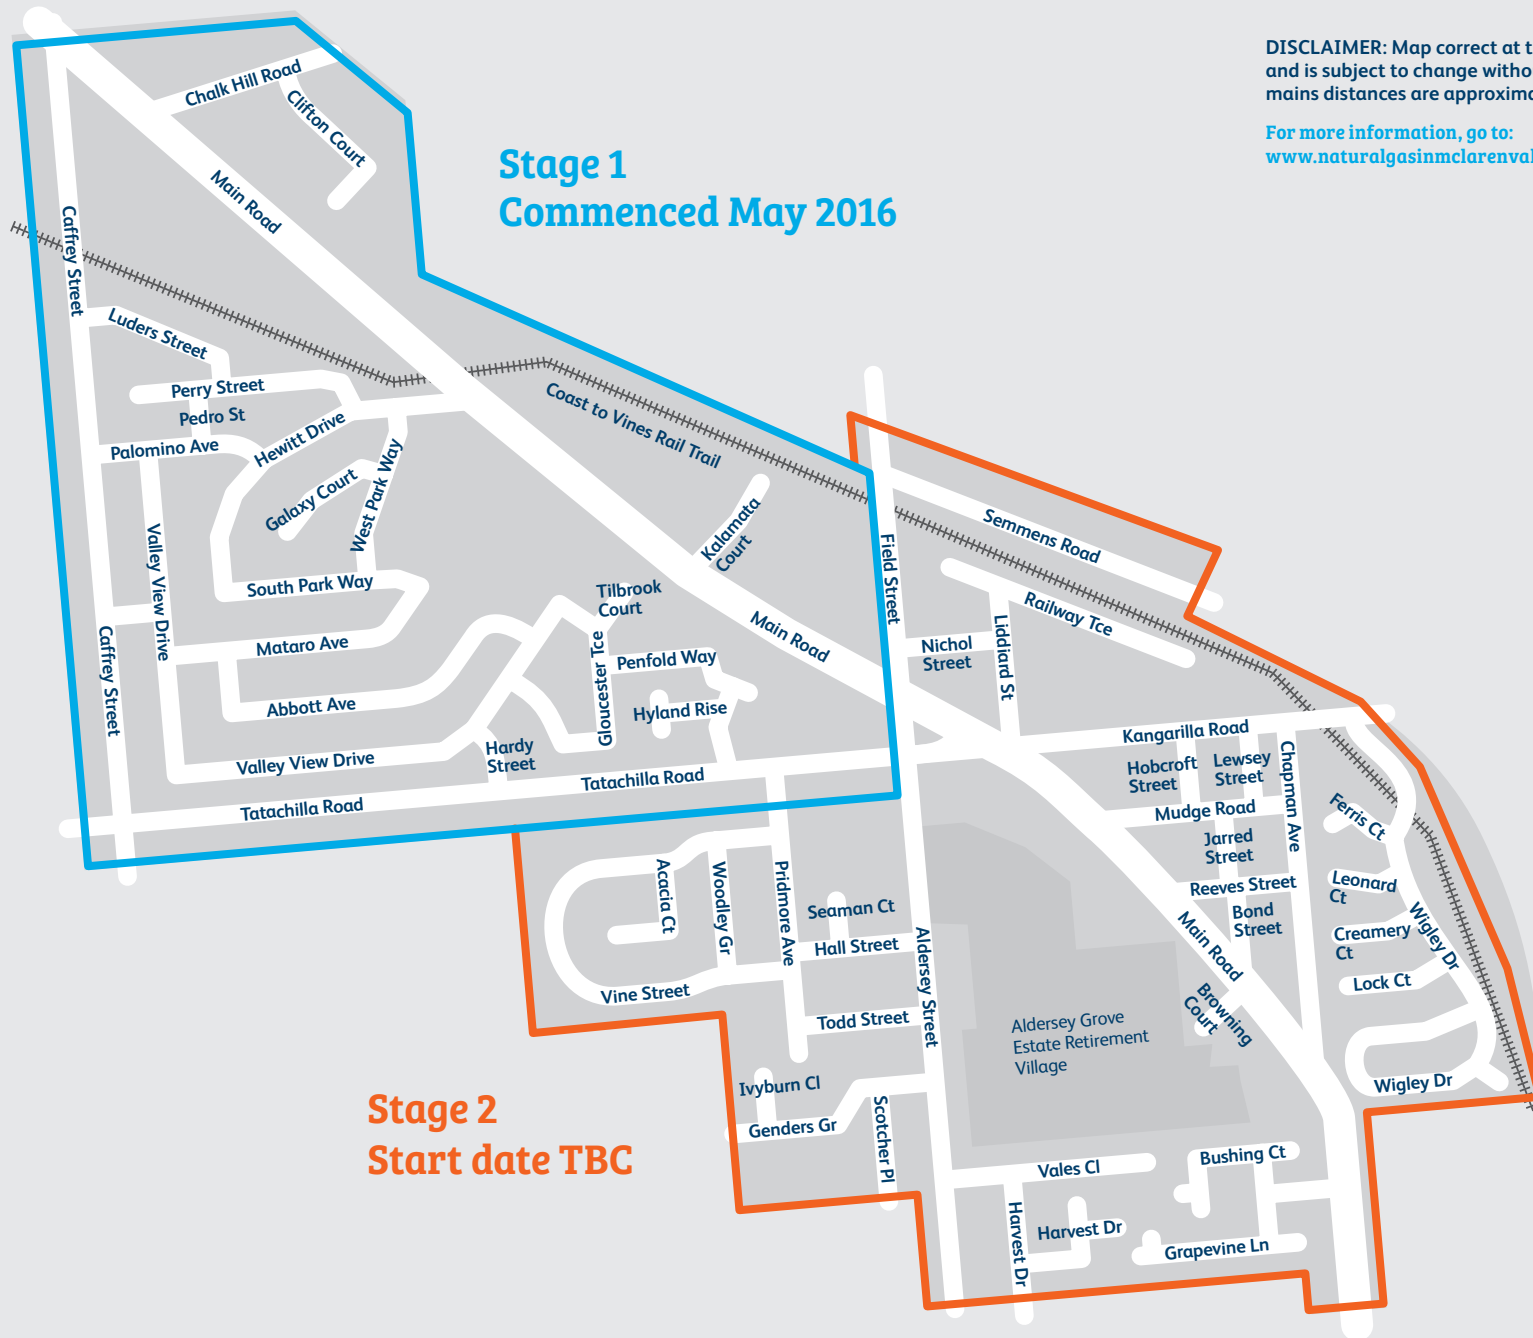 DISCLAIMER: Map correct at t
and is subject to change witho
mains distances are approxima
For more information, go to:
www.naturalgasinmclarenval
Stage 1
Commenced May 2016
Chalk Hill Road
Clifton Court
Main Road
Caffrey Street
Luders Street
Perry Street
Pedro St
Palomino Ave
Hewitt Drive
Galaxy Court
West Park Way
Coast to Vines Rail Trail
Kalamata
Court
Valley View Drive
South Park Way
Mataro Ave
Abbott Ave
Tilbrook
Court
Gloucester Tce
Penfold Way
Hyland Rise
Main Road
Caffrey Street
Valley View Drive
Hardy
Street
Tatachilla Road
Tatachilla Road
Field Street
Semmens Road
Railway Tce
Nichol
Street
Liddiard St
Kangarilla Road
Hobcroft
Street
Lewsey
Street
Chapman Ave
Mudge Road
Jarred
Street
Reeves Street
Bond
Street
Ferris Ct
Leonard
Ct
Creamery
Ct
Wigley Dr
Lock Ct
Wigley Dr
Main Road
Browning
Court
Acacia Ct
Woodley Gr
Pridmore Ave
Seaman Ct
Hall Street
Aldersey Street
Vine Street
Todd Street
Aldersey Grove
Estate Retirement
Village
Ivyburn Cl
Genders Gr
Scotcher Pl
Stage 2
Start date TBC
Vales Cl
Bushing Ct
Harvest Dr
Harvest Dr
Grapevine Ln